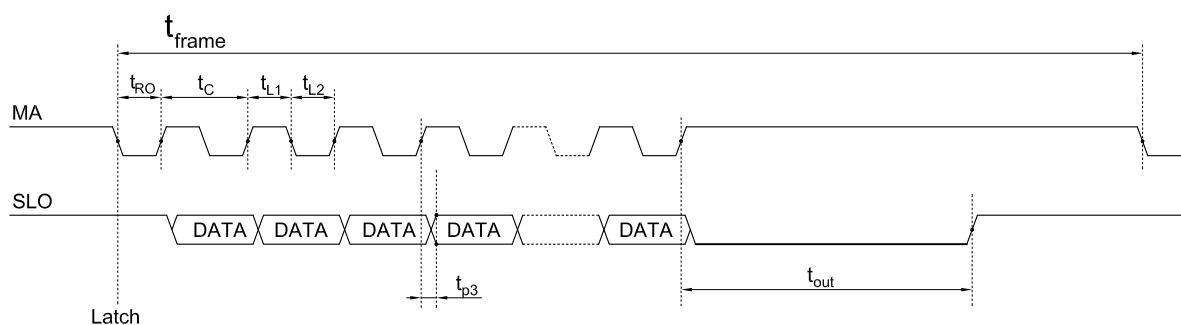 tframe
tRO tC tL1 tL2
MA
SLO
DATA DATA DATA DATA DATA
tp3 tout
Latch